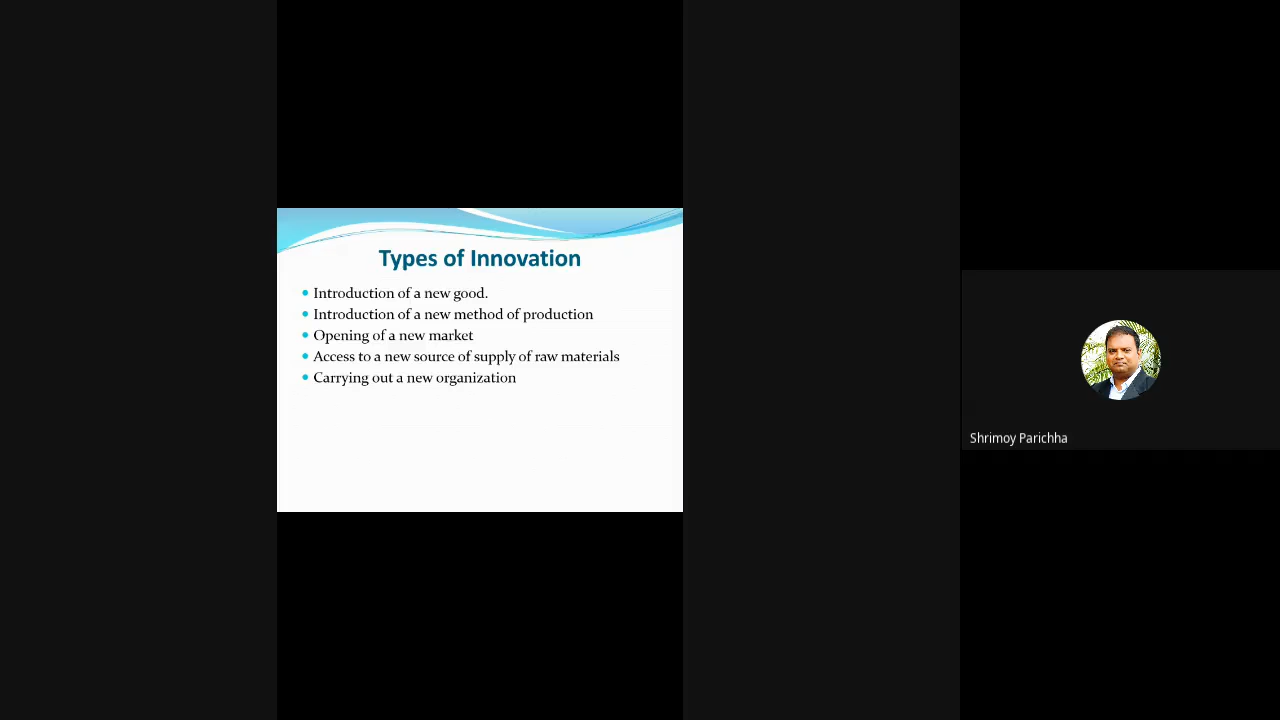 Types of Innovation
• Introduction of a new good.
• Introduction of a new method of production
• Opening of a new market
• Access to a new source of supply of raw materials
• Carrying out a new organization
Shrimoy Parichha